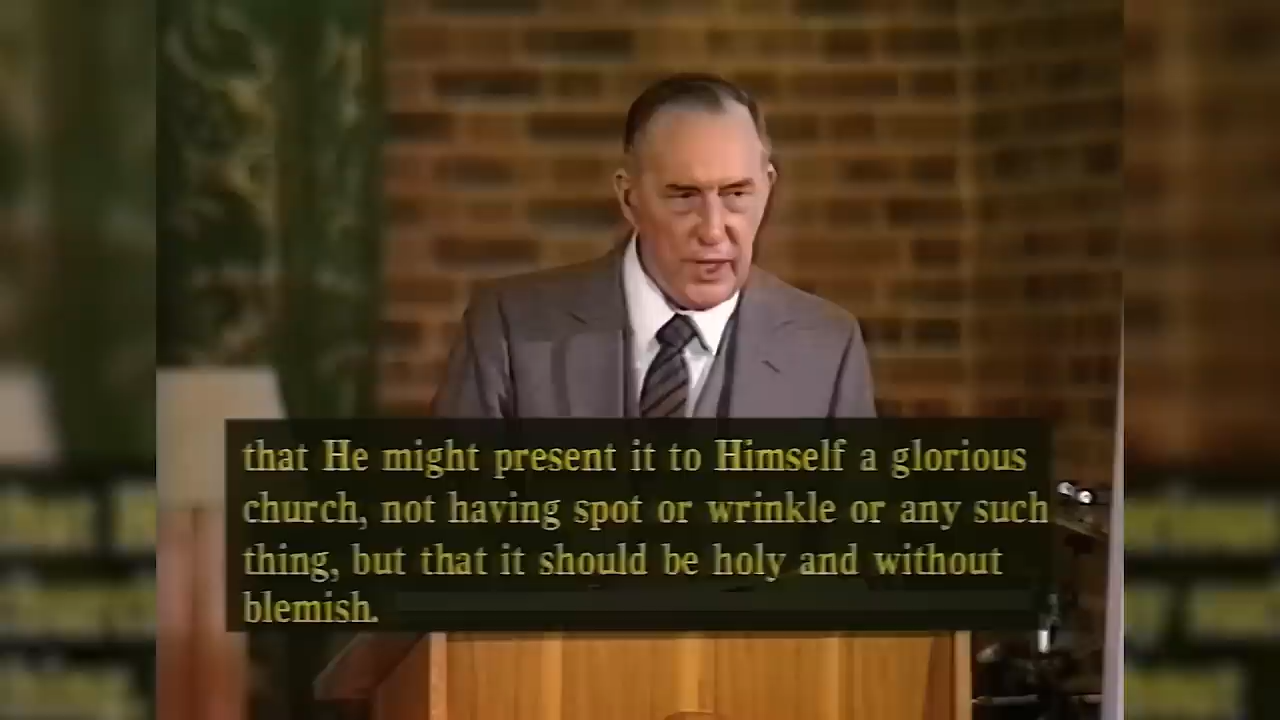 that He might present it to Himself a glorious
church, not having spot or wrinkle or any such
thing, but that it should be holy and without
blemish.